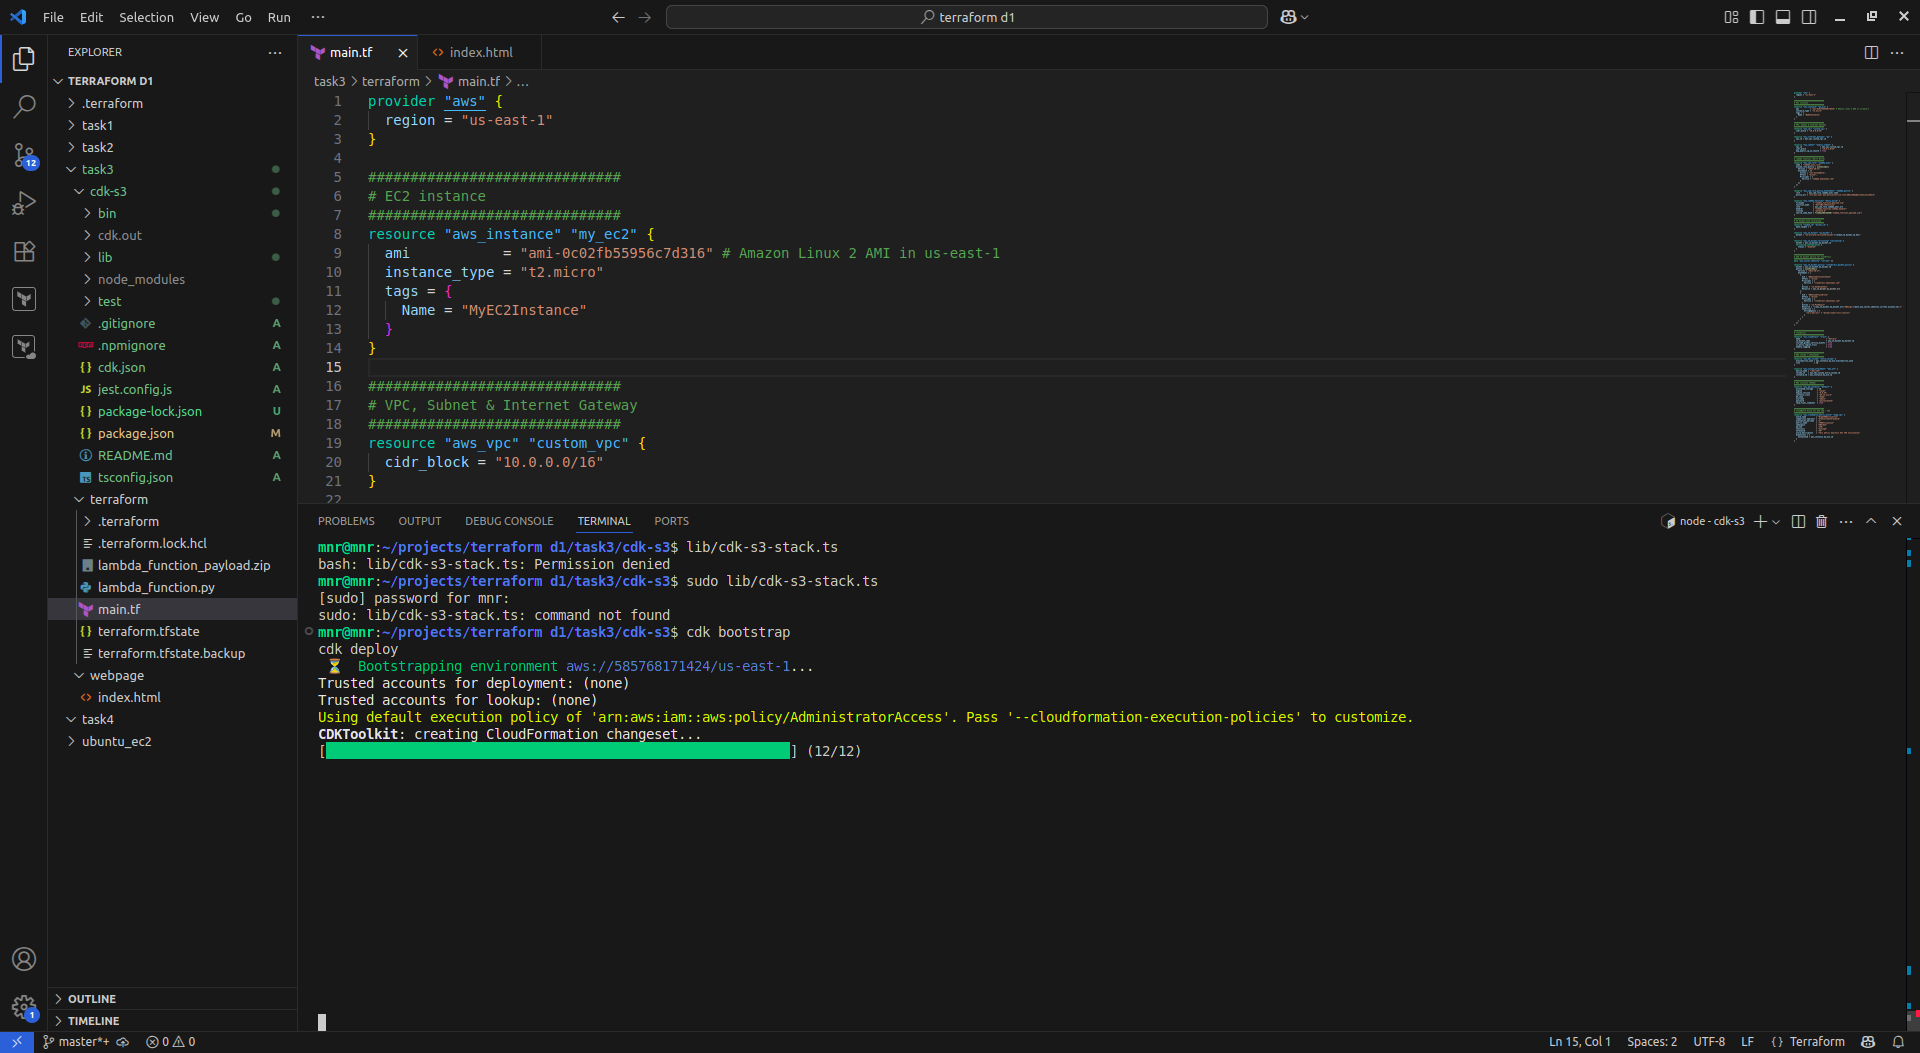 File Edit Selection View Go Run ···
terraform d1
EXPLORER
TERRAFORM D1
.terraform
task1
task2
task3
cdk-s3
bin
cdk.out
lib
node_modules
test
.gitignore A
.npmignore A
cdk.json A
jest.config.js A
package-lock.json U
package.json M
README.md A
tsconfig.json A
terraform
.terraform
.terraform.lock.hcl
lambda_function_payload.zip
lambda_function.py
main.tf
terraform.tfstate
terraform.tfstate.backup
webpage
index.html
task4
ubuntu_ec2
OUTLINE
TIMELINE
12
1
main.tf
index.html
task3 > terraform > main.tf > ...
1 provider "aws" {
2 region = "us-east-1"
3 }
4
5 ##############################
6 # EC2 instance
7 ##############################
8 resource "aws_instance" "my_ec2" {
9 ami = "ami-0c02fb55956c7d316" # Amazon Linux 2 AMI in us-east-1
10 instance_type = "t2.micro"
11 tags = {
12 Name = "MyEC2Instance"
13 }
14 }
15
16 ##############################
17 # VPC, Subnet & Internet Gateway
18 ##############################
19 resource "aws_vpc" "custom_vpc" {
20 cidr_block = "10.0.0.0/16"
21 }
22
PROBLEMS OUTPUT DEBUG CONSOLE TERMINAL PORTS
node - cdk-s3
mnr@mnr:~/projects/terraform d1/task3/cdk-s3$ lib/cdk-s3-stack.ts
bash: lib/cdk-s3-stack.ts: Permission denied
mnr@mnr:~/projects/terraform d1/task3/cdk-s3$ sudo lib/cdk-s3-stack.ts
[sudo] password for mnr:
sudo: lib/cdk-s3-stack.ts: command not found
mnr@mnr:~/projects/terraform d1/task3/cdk-s3$ cdk bootstrap
cdk deploy
⏳ Bootstrapping environment aws://585768171424/us-east-1...
Trusted accounts for deployment: (none)
Trusted accounts for lookup: (none)
Using default execution policy of 'arn:aws:iam::aws:policy/AdministratorAccess'. Pass '--cloudformation-execution-policies' to customize.
CDKToolkit: creating CloudFormation changeset...
[ ] (12/12)
master*+ 0 0
Ln 15, Col 1 Spaces: 2 UTF-8 LF {} Terraform